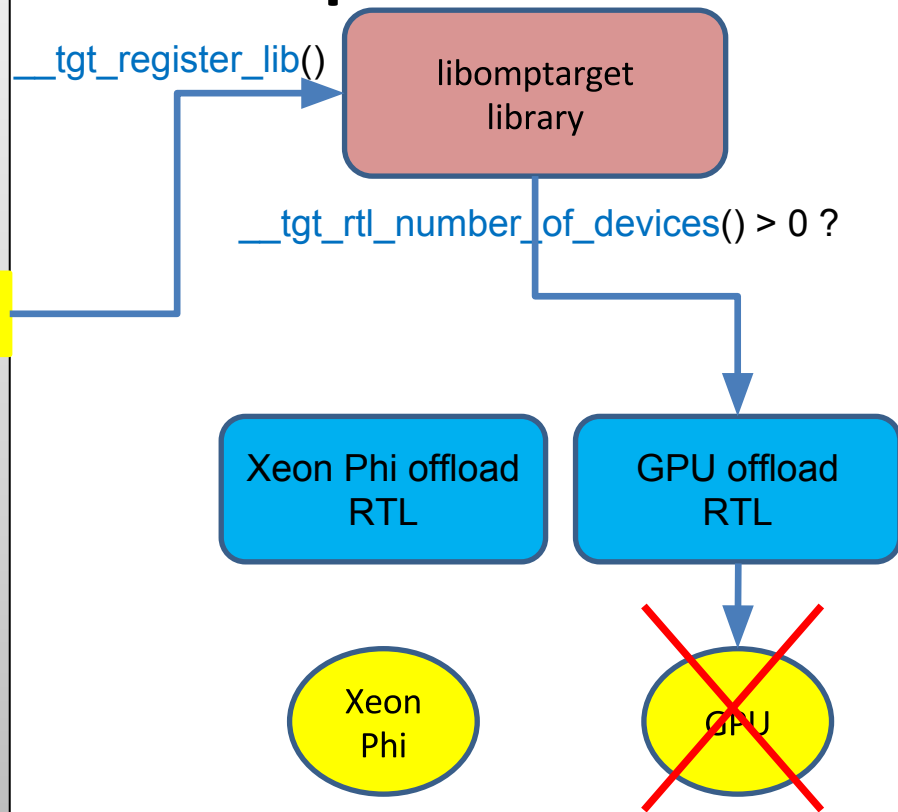 __tgt_register_lib()
libomptarget
library
__tgt_rtl_number_of_devices() > 0 ?
Xeon Phi offload
RTL
GPU offload
RTL
Xeon
Phi
GPU